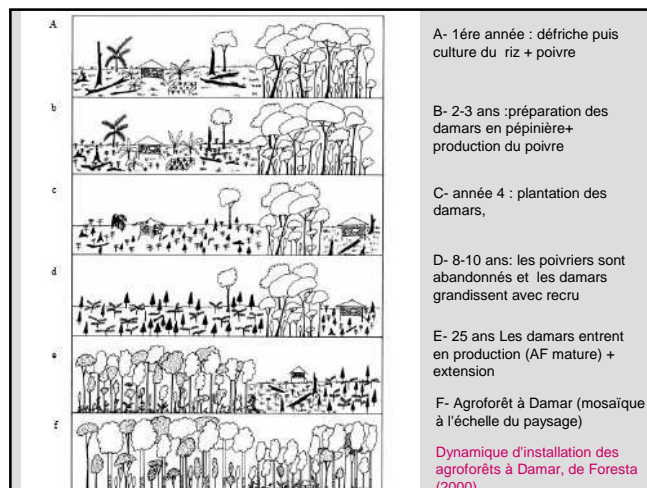 A
A- 1ére année : défriche puis
culture du riz + poivre
b
B- 2-3 ans :préparation des
damars en pépinière+
production du poivre
c
C- année 4 : plantation des
damars,
d
D- 8-10 ans: les poivriers sont
abandonnés et les damars
grandissent avec recru
e
E- 25 ans Les damars entrent
en production (AF mature) +
extension
f
F- Agroforêt à Damar (mosaïque
à l'échelle du paysage)
Dynamique d'installation des
agroforêts à Damar, de Foresta
(2000)